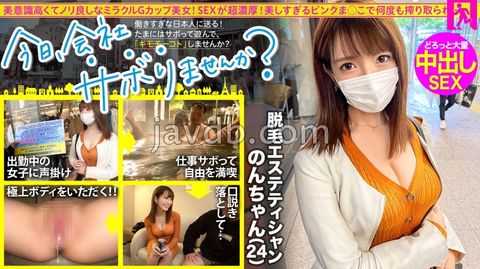 美意識高くてノリ良しなミラクルGカップ美女!SEXが超濃厚!美しすぎるピンクま○こで何度も搾り取られ
今日、会社
サボりませんか?
働きすぎな日本人に送る!
たまにはサボって遊んで、
「キモチーコト」しませんか?
どろっと大量
中出し
SEX
出勤中の
女子に声掛け
仕事サボって
自由を満喫
極上ボディをいただく!!
口説き
落として…
脱毛エステティシャン
のんちゃん(24)
javdb.com